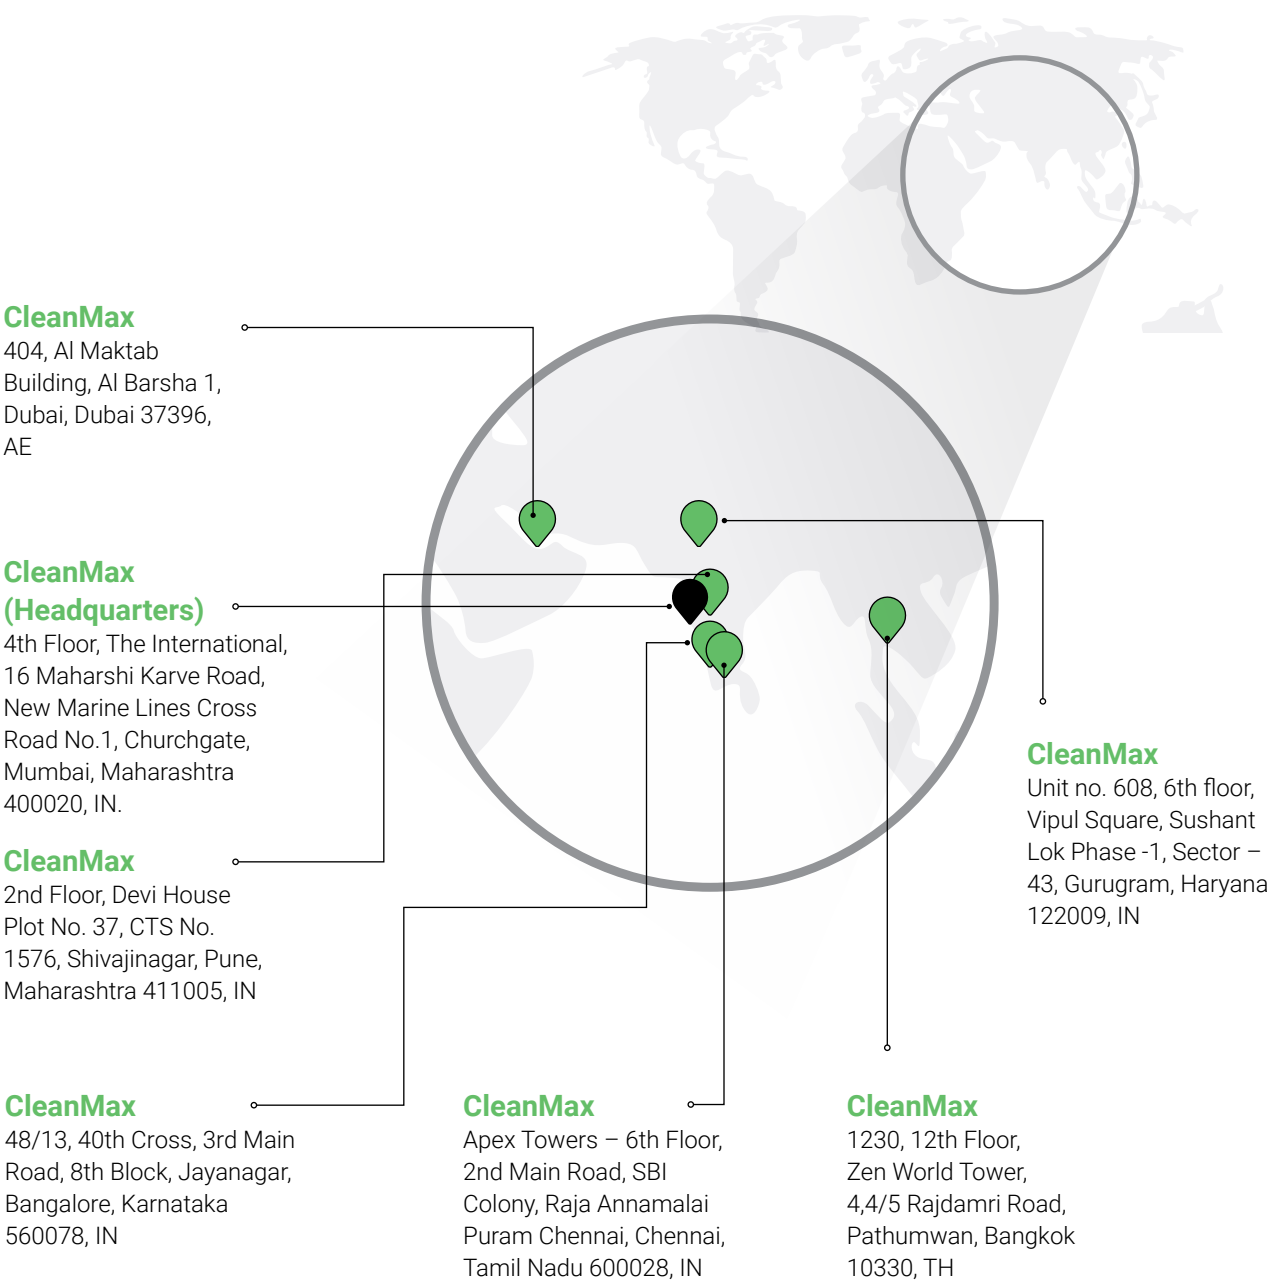 CleanMax
404, Al Maktab
Building, Al Barsha 1,
Dubai, Dubai 37396,
AE
CleanMax
(Headquarters)
4th Floor, The International,
16 Maharshi Karve Road,
New Marine Lines Cross
Road No.1, Churchgate,
Mumbai, Maharashtra
400020, IN.
CleanMax
2nd Floor, Devi House
Plot No. 37, CTS No.
1576, Shivajinagar, Pune,
Maharashtra 411005, IN
CleanMax
Unit no. 608, 6th floor,
Vipul Square, Sushant
Lok Phase -1, Sector –
43, Gurugram, Haryana
122009, IN
CleanMax
48/13, 40th Cross, 3rd Main
Road, 8th Block, Jayanagar,
Bangalore, Karnataka
560078, IN
CleanMax
Apex Towers – 6th Floor,
2nd Main Road, SBI
Colony, Raja Annamalai
Puram Chennai, Chennai,
Tamil Nadu 600028, IN
CleanMax
1230, 12th Floor,
Zen World Tower,
4,4/5 Rajdamri Road,
Pathumwan, Bangkok
10330, TH